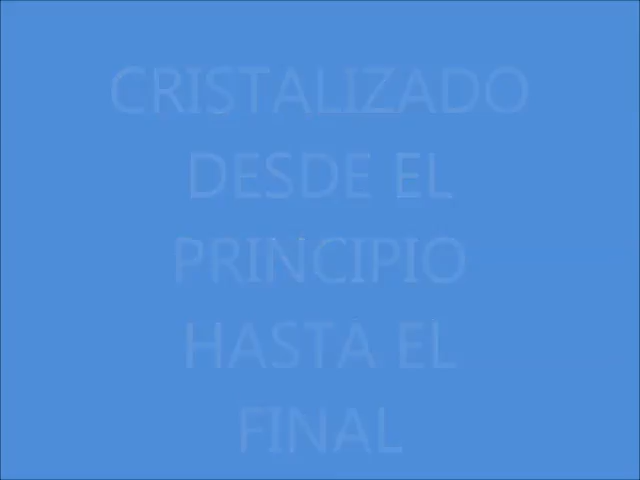 CRISTALIZADO
DESDE EL
PRINCIPIO
HASTA EL
FINAL